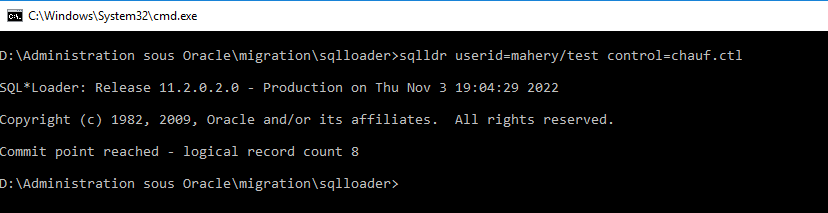 C:\Windows\System32\cmd.exe
D:\Administration sous Oracle\migration\sqlloader>sqlldr userid=mahery/test control=chauf.ctl
SQL*Loader: Release 11.2.0.2.0 - Production on Thu Nov 3 19:04:29 2022
Copyright (c) 1982, 2009, Oracle and/or its affiliates.  All rights reserved.
Commit point reached - logical record count 8
D:\Administration sous Oracle\migration\sqlloader>